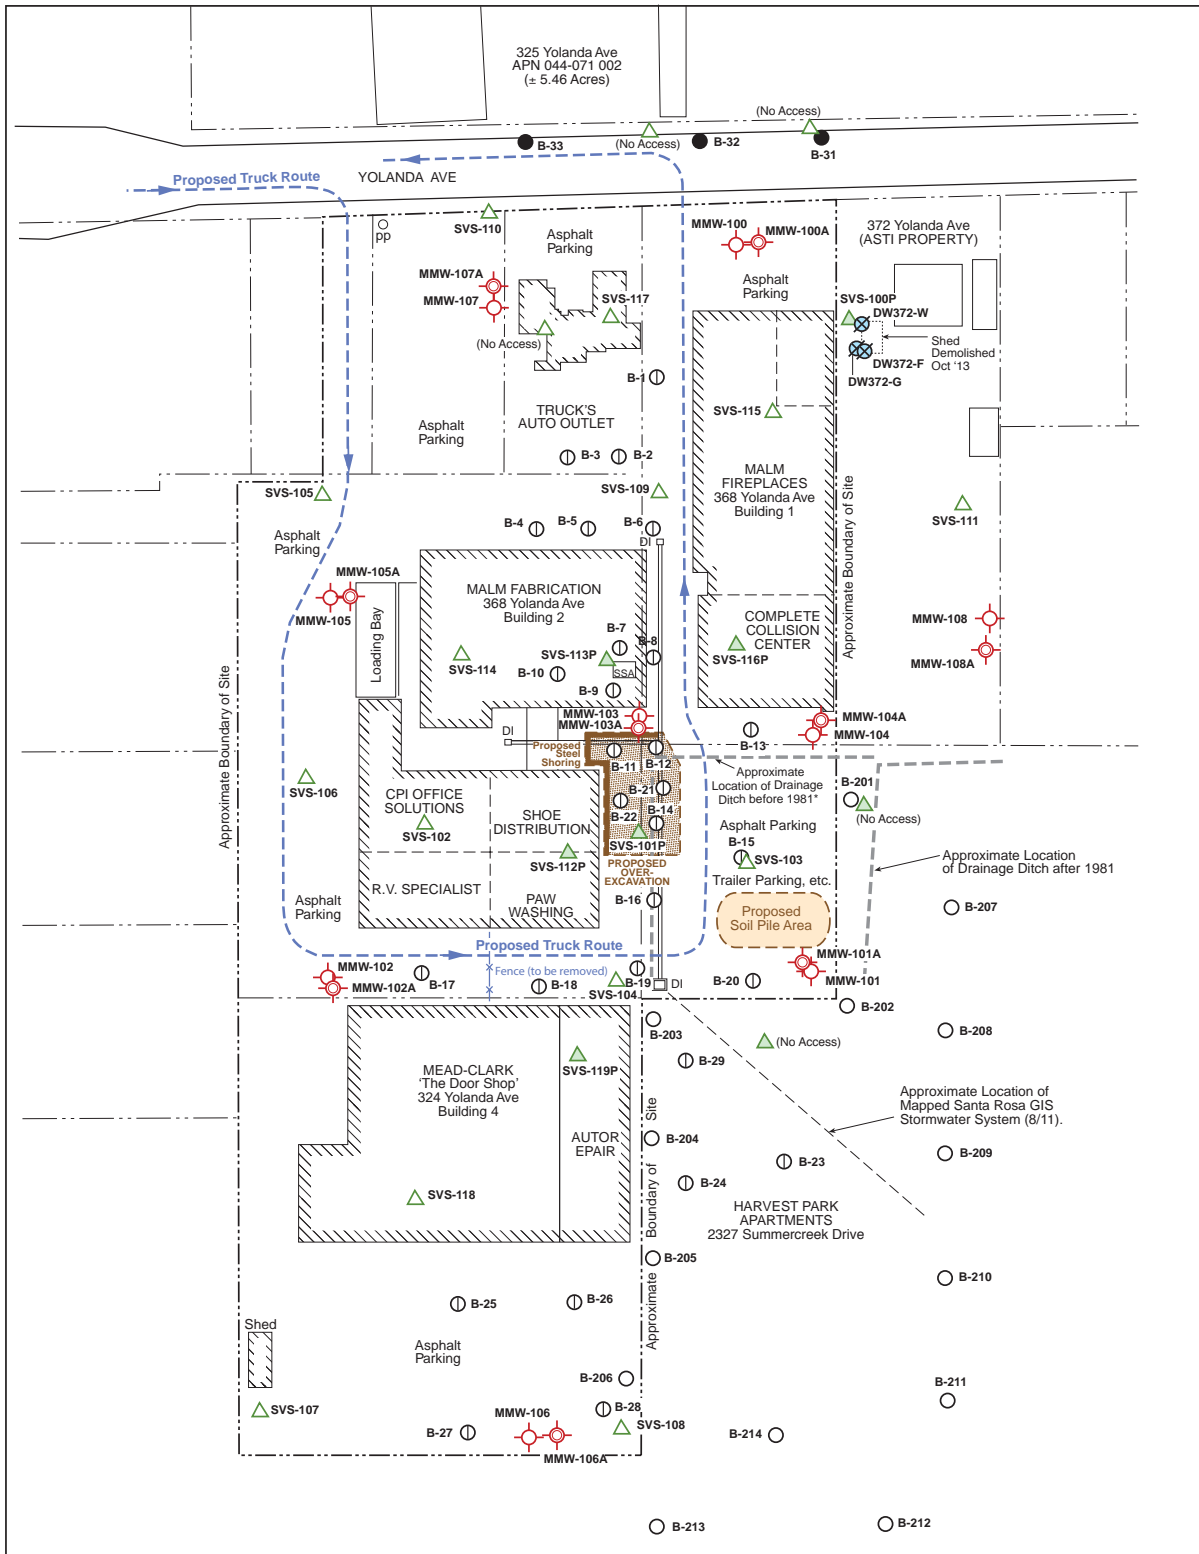 325 Yolanda Ave
APN 044-071 002
(± 5.46 Acres)
(No Access)
(No Access)
B-33
B-32
B-31
Proposed Truck Route
YOLANDA AVE
pp
SVS-110
Asphalt
Parking
MMW-100
MMW-100A
372 Yolanda Ave
(ASTI PROPERTY)
MMW-107A
MMW-107
SVS-117
(No Access)
Asphalt
Parking
SVS-100P
DW372-W
DW372-F
DW372-G
Shed
Demolished
Oct '13
B-1
TRUCK'S
AUTO OUTLET
Asphalt
Parking
SVS-115
B-3
B-2
SVS-105
SVS-109
MALM
FIREPLACES
368 Yolanda Ave
Building 1
Approximate Boundary of Site
SVS-111
B-4
B-5
B-6
DI
Asphalt
Parking
MMW-105A
MMW-105
Loading Bay
MALM FABRICATION
368 Yolanda Ave
Building 2
B-7
B-8
SVS-114
SVS-113P
SSA
B-10
B-9
COMPLETE
COLLISION
CENTER
SVS-116P
MMW-108
MMW-108A
Approximate Boundary of Site
MMW-103
MMW-103A
DI
Proposed
Steel
Shoring
B-11
B-12
B-13
MMW-104A
MMW-104
SVS-106
CPI OFFICE
SOLUTIONS
SVS-102
SHOE
DISTRIBUTION
SVS-112P
B-21
B-22
B-14
SVS-101P
Approximate
Location of Drainage
Ditch before 1981*
B-201
(No Access)
Asphalt Parking
B-15
SVS-103
Trailer Parking, etc.
Approximate Location
of Drainage Ditch after 1981
PROPOSED
OVER-
EXCAVATION
R.V. SPECIALIST
PAW
WASHING
Asphalt
Parking
B-16
Proposed
Soil Pile Area
B-207
Proposed Truck Route
Fence (to be removed)
MMW-102
MMW-102A
B-17
B-18
B-19
SVS-104
DI
B-20
MMW-101A
MMW-101
B-202
B-203
B-208
(No Access)
B-29
SVS-119P
MEAD-CLARK
'The Door Shop'
324 Yolanda Ave
Building 4
AUTOR
EPAIR
Approximate Location of
Mapped Santa Rosa GIS
Stormwater System (8/11).
B-204
B-209
B-23
B-24
SVS-118
HARVEST PARK
APARTMENTS
2327 Summercreek Drive
Approximate Boundary of Site
B-205
B-210
B-25
B-26
Shed
Asphalt
Parking
B-206
B-211
SVS-107
B-28
SVS-108
B-27
MMW-106
MMW-106A
B-214
B-213
B-212